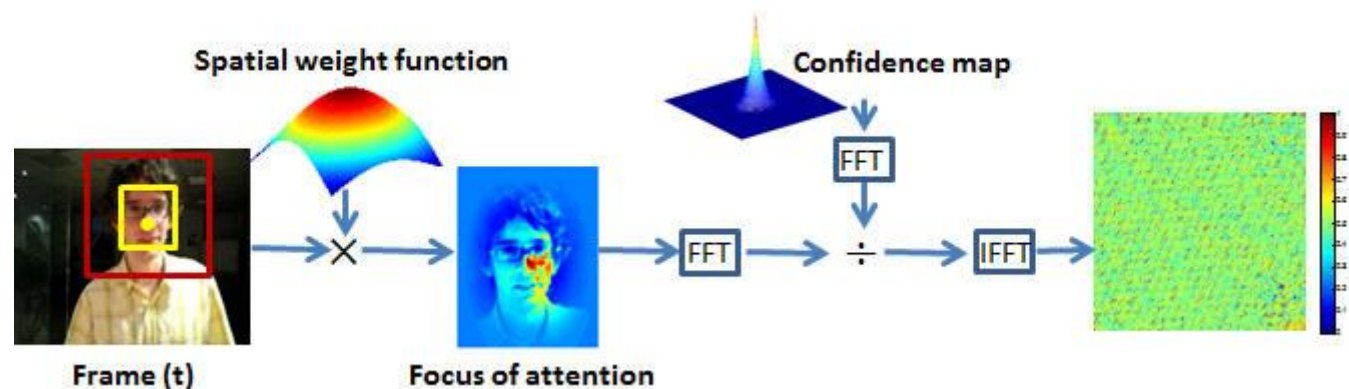 Spatial weight function
Confidence map
FFT
FFT
IFFT
×
÷
Frame (t)
Focus of attention